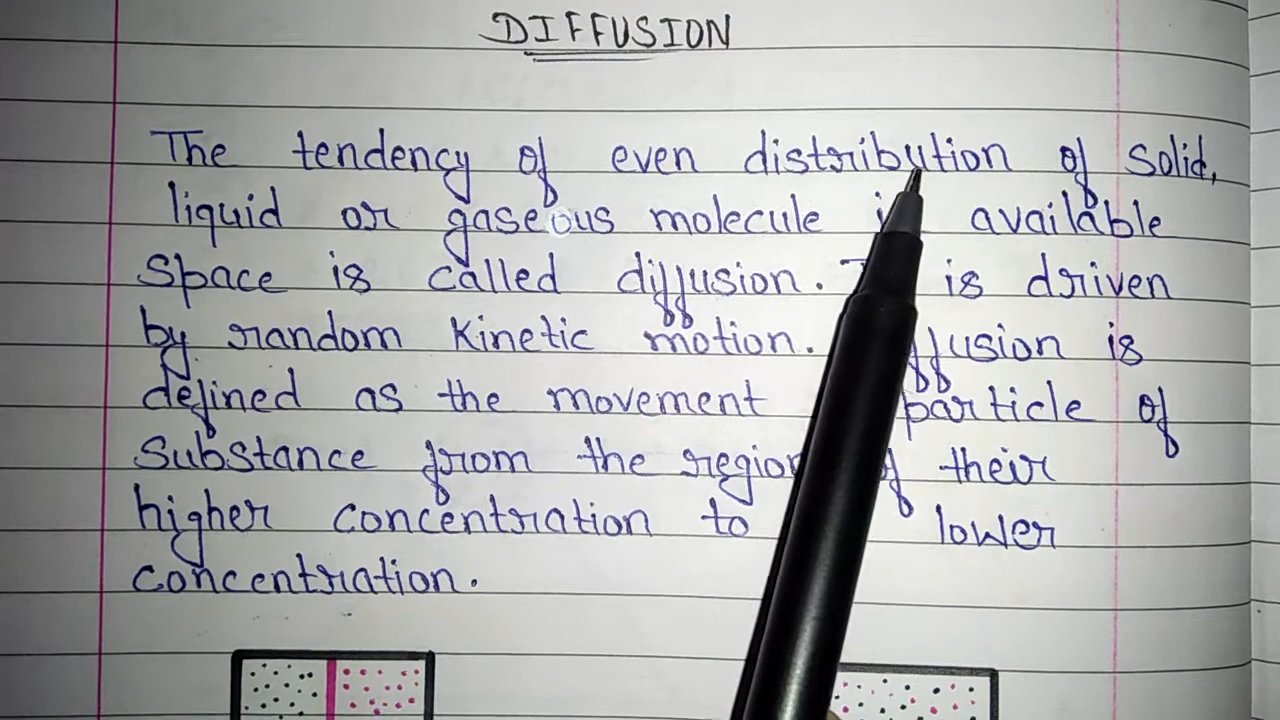 DIFFUSION
The tendency of even distribution of solid,
liquid or gaseous molecule available
space is called diffusion. is driven
by random kinetic motion. is
defined as the movement particle of
substance from the region of their
higher concentration to lower
concentration.